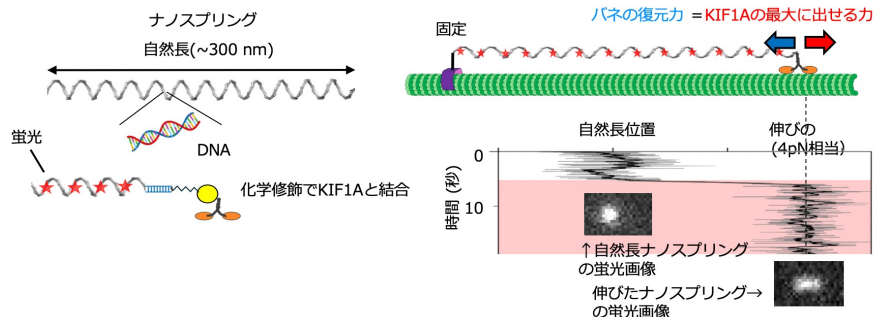 ナノスプリング
自然長(~300 nm)
DNA
蛍光
化学修飾でKIF1Aと結合
バネの復元力 =KIF1Aの最大に出せる力
固定
自然長位置
伸びの
(4pN相当)
0
10
時間 (秒)
↑自然長ナノスプリング
の蛍光画像
伸びたナノスプリング→
の蛍光画像